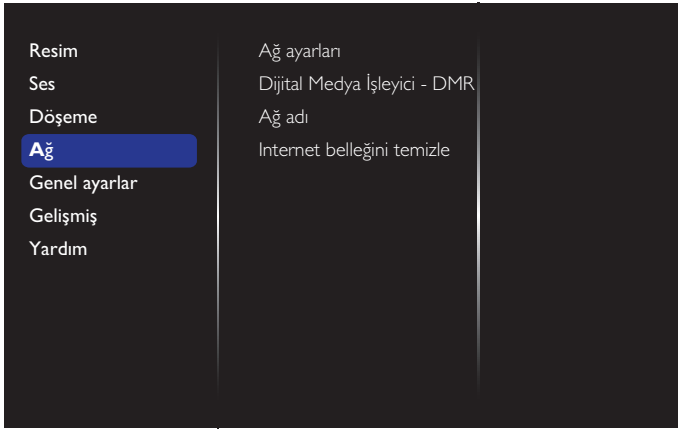 Resim
Ses
Döşeme
Ağ
Genel ayarlar
Gelişmiş
Yardım
Ağ ayarları
Dijital Medya İşleyici - DMR
Ağ adı
Internet belleğini temizle